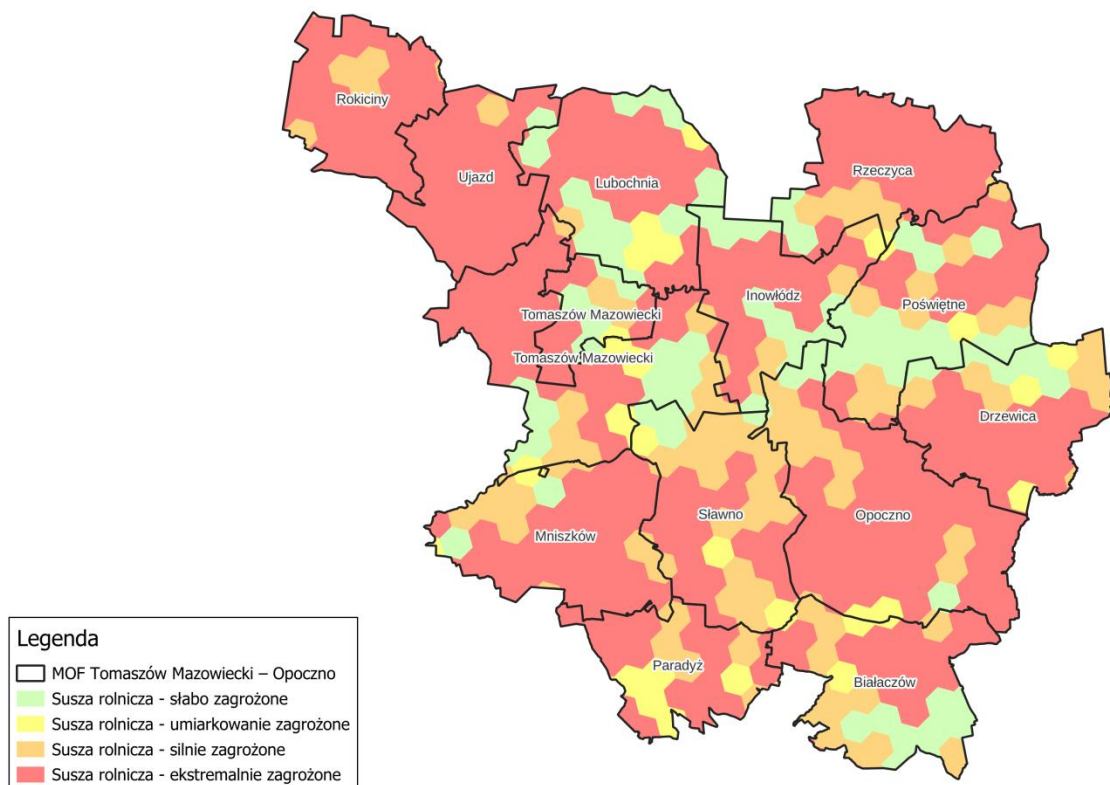 Rokiciny
Ujazd
Lubochnia
Rzeczyca
Inowłódz
Poświętne
Tomaszów Mazowiecki
Tomaszów Mazowiecki
Drzewica
Sławno
Opoczno
Mniszków
Paradyż
Białaczów
Legenda
MOF Tomaszów Mazowiecki – Opoczno
Susza rolnicza - słabo zagrożone
Susza rolnicza - umiarkowanie zagrożone
Susza rolnicza - silnie zagrożone
Susza rolnicza - ekstremalnie zagrożone